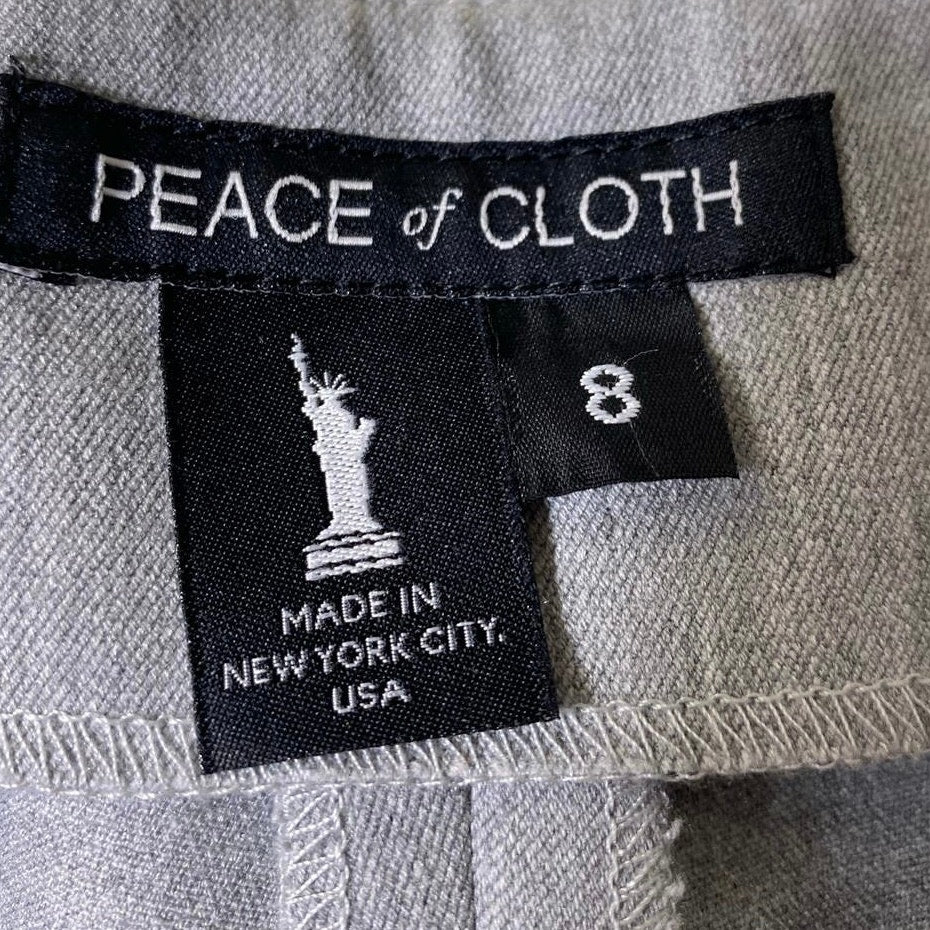 PEACE of CLOTH
8
MADE IN
NEW YORK CITY,
USA